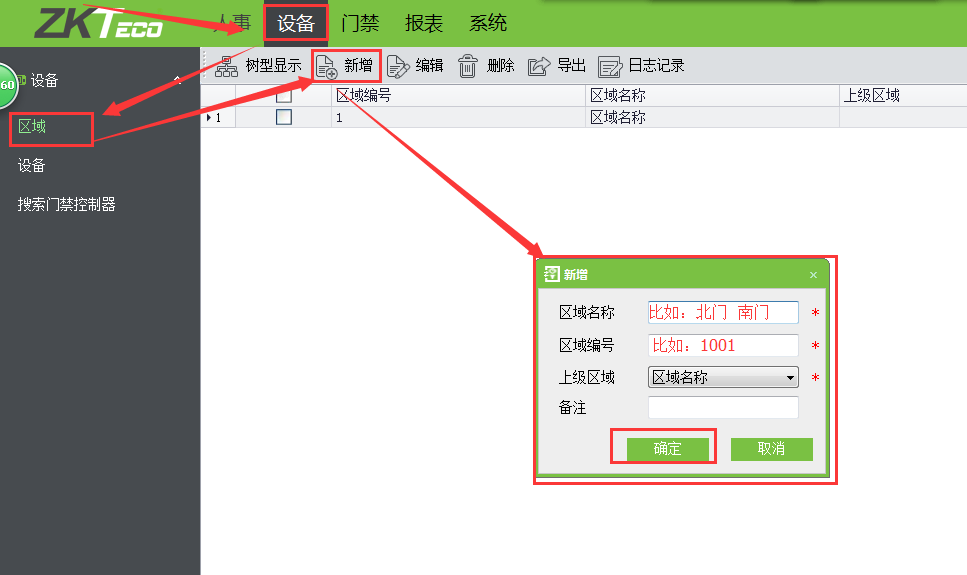 ZKTECO 人事 设备 门禁 报表 系统
树型显示 新增 编辑 删除 导出 日志记录
60 设备
区域
设备
搜索门禁控制器
区域编号 区域名称 上级区域
1 1 区域名称
新增 ×
区域名称 比如：北门 南门 *
区域编号 比如：1001 *
上级区域 区域名称 *
备注
确定 取消